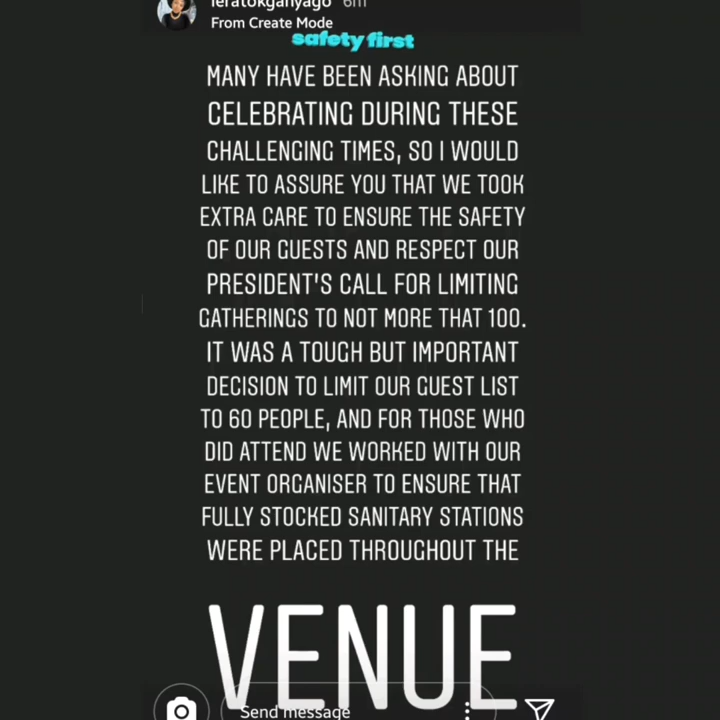 leratokganyago 6m
From Create Mode
safety first
MANY HAVE BEEN ASKING ABOUT
CELEBRATING DURING THESE
CHALLENGING TIMES, SO I WOULD
LIKE TO ASSURE YOU THAT WE TOOK
EXTRA CARE TO ENSURE THE SAFETY
OF OUR GUESTS AND RESPECT OUR
PRESIDENT'S CALL FOR LIMITING
GATHERINGS TO NOT MORE THAT 100.
IT WAS A TOUGH BUT IMPORTANT
DECISION TO LIMIT OUR GUEST LIST
TO 60 PEOPLE, AND FOR THOSE WHO
DID ATTEND WE WORKED WITH OUR
EVENT ORGANISER TO ENSURE THAT
FULLY STOCKED SANITARY STATIONS
WERE PLACED THROUGHOUT THE
VENUE
Send message